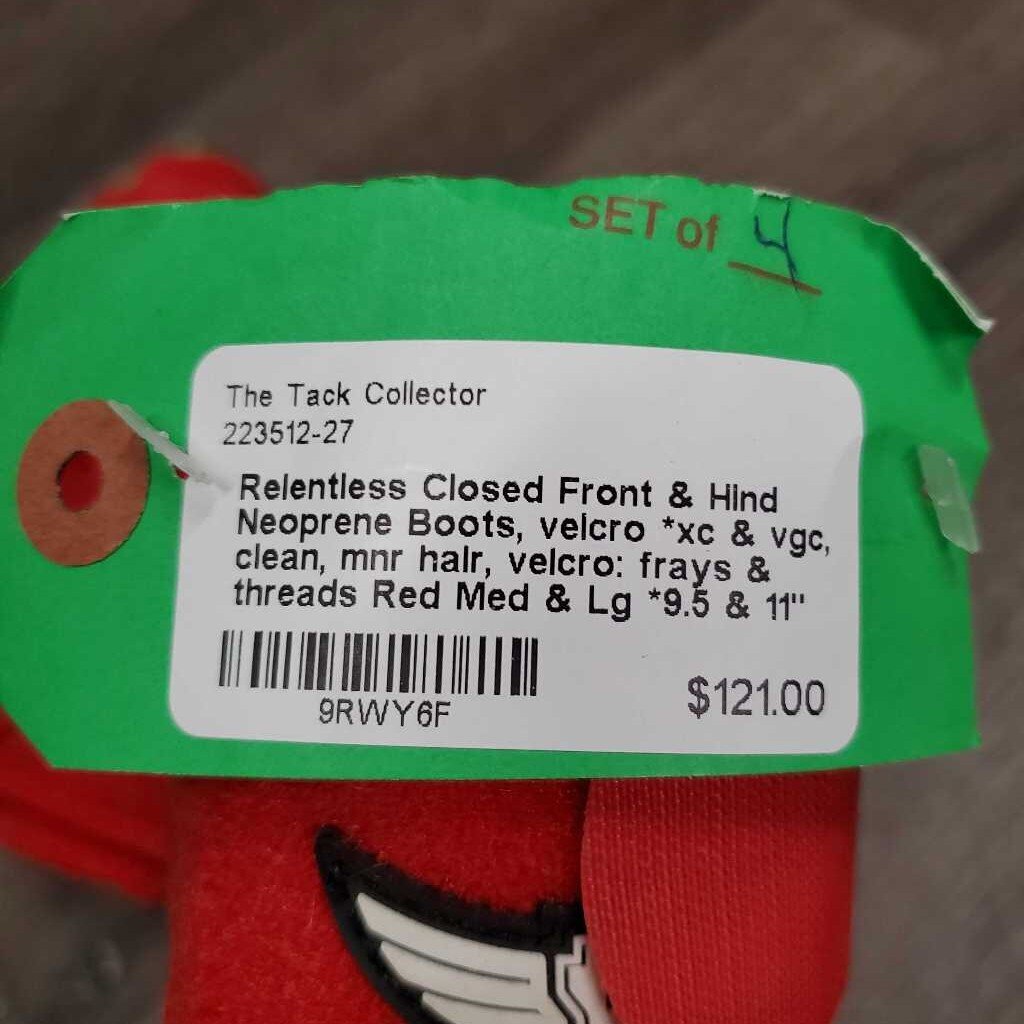 SET of 4
The Tack Collector
223512-27
Relentless Closed Front & Hind
Neoprene Boots, velcro *xc & vgc,
clean, mnr hair, velcro: frays &
threads Red Med & Lg *9.5 & 11"
9RWY6F
$121.00